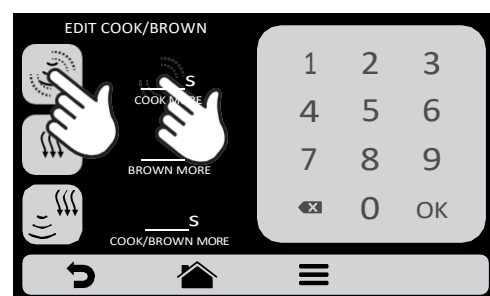 EDIT COOK/BROWN
1 2 3
s
COOK MORE
4 5 6
7 8 9
BROWN MORE
0 OK
s
COOK/BROWN MORE